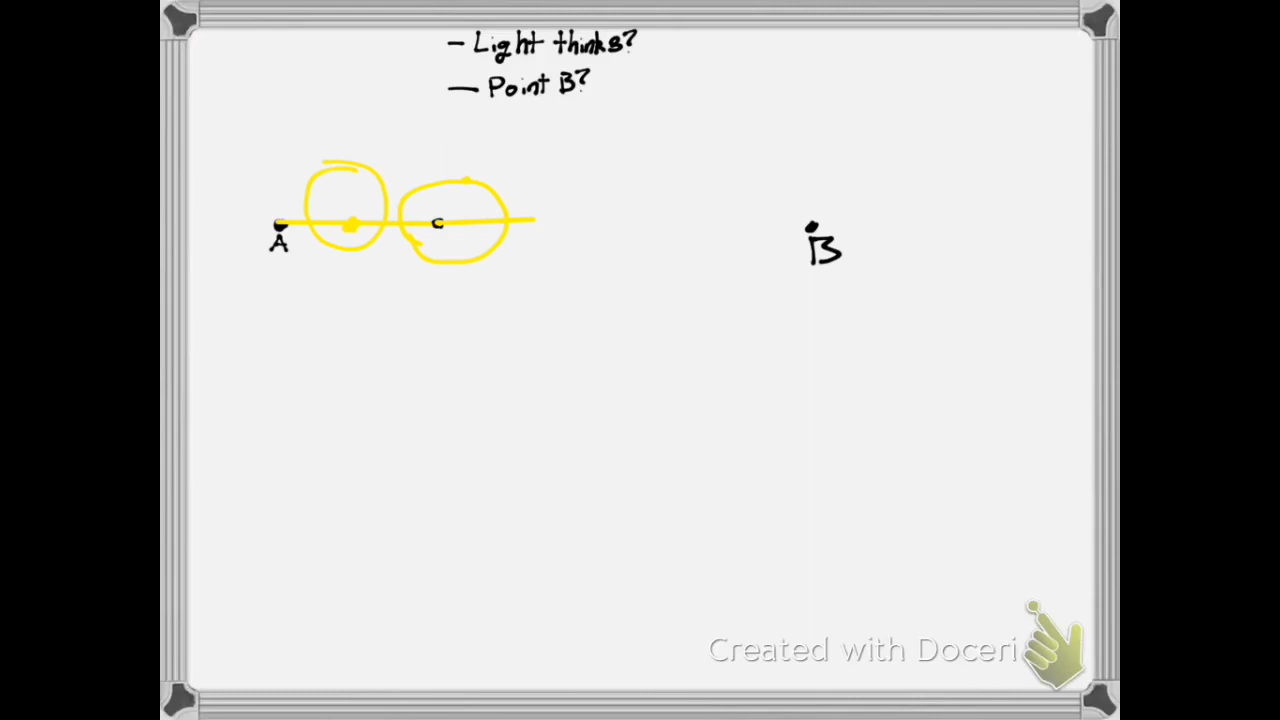 - Light thinks?
- Point B?
C
A
B
Created with Doceri